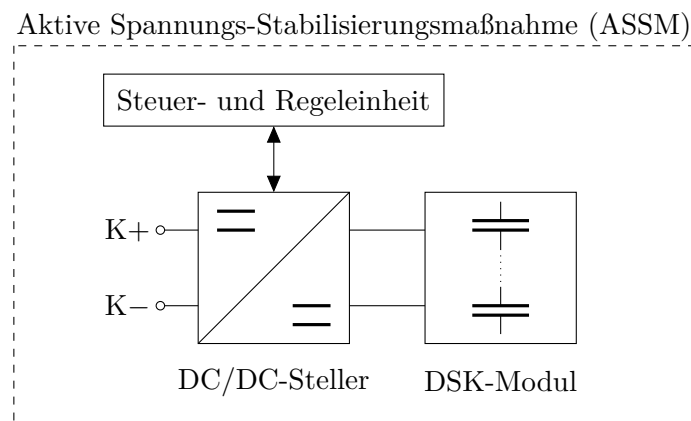 Aktive Spannungs-Stabilisierungsmaßnahme (ASSM)
Steuer- und Regeleinheit
K+
K−
DC/DC-Steller
DSK-Modul